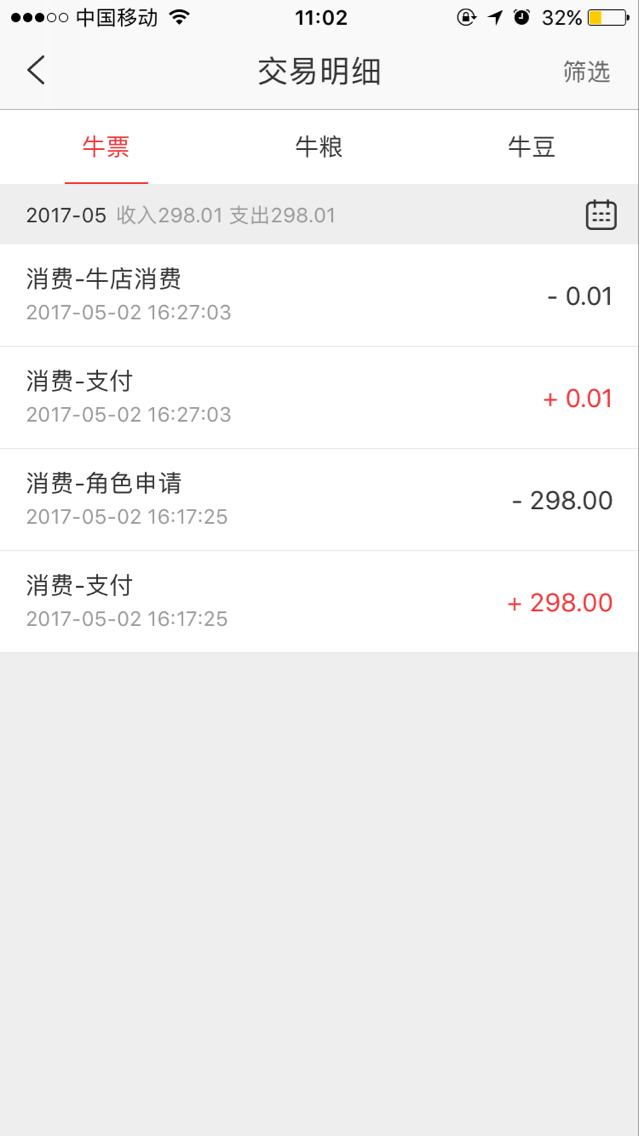 中国移动 11:02 32%
交易明细 筛选
牛票 牛粮 牛豆
2017-05 收入298.01 支出298.01
消费-牛店消费
2017-05-02 16:27:03
- 0.01
消费-支付
2017-05-02 16:27:03
+ 0.01
消费-角色申请
2017-05-02 16:17:25
- 298.00
消费-支付
2017-05-02 16:17:25
+ 298.00